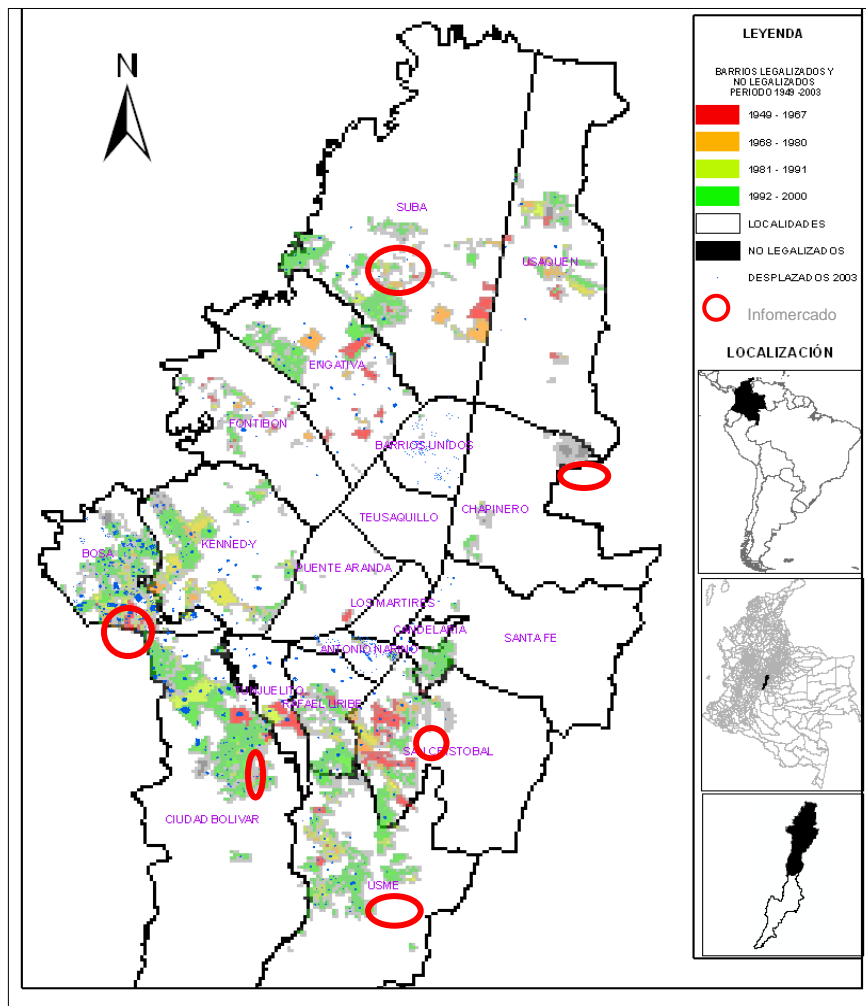 N
SUBA
USAQUEN
ENGATIVA
FONTIBON
BARRIOS UNIDOS
TEUSAQUILLO
CHAPINERO
BOSA
KENNEDY
PUENTE ARANDA
LOS MARTIRES
CANDELARIA
SANTA FE
ANTONIO NARIÑO
TUNJUELITO
RAFAEL URIBE
SAN CRISTOBAL
CIUDAD BOLIVAR
USME
LEYENDA
BARRIOS LEGALIZADOS Y
NO LEGALIZADOS
PERIODO 1949 -2003
1949 - 1967
1968 - 1980
1981 - 1991
1992 - 2000
LOCALIDADES
NO LEGALIZADOS
DESPLAZADOS 2003
Infomercado
LOCALIZACIÓN